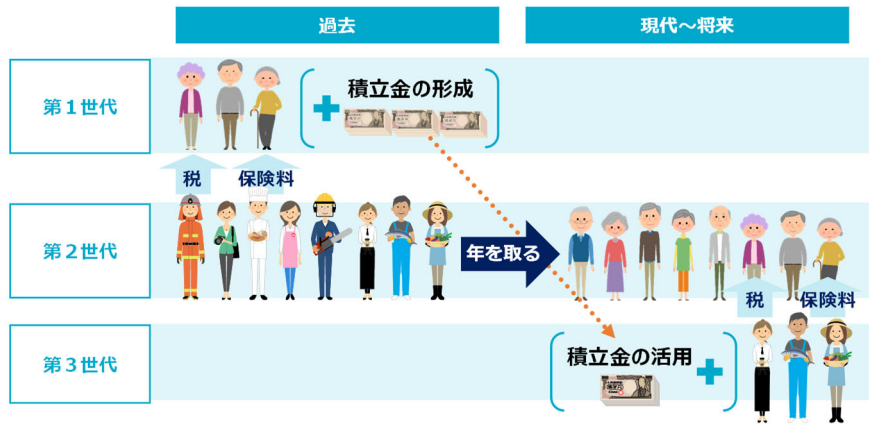 過去
現代～将来
第１世代
積立金の形成
税
保険料
第２世代
年を取る
税
保険料
第３世代
積立金の活用